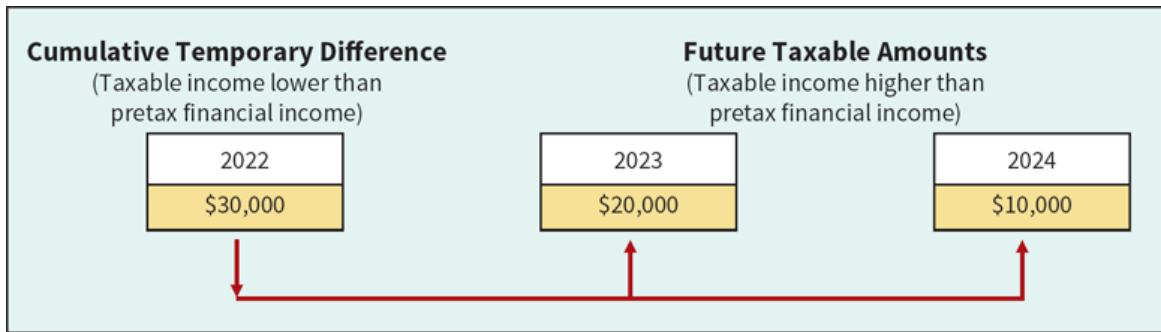 Cumulative Temporary Difference
(Taxable income lower than
pretax financial income)
Future Taxable Amounts
(Taxable income higher than
pretax financial income)
2022
2023
2024
$30,000
$20,000
$10,000